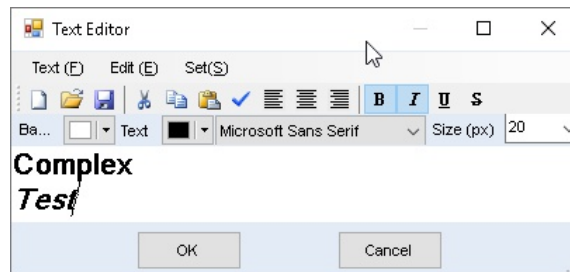 Text Editor
Text (F) Edit (E) Set(S)
B I U S
Ba... Text Microsoft Sans Serif Size (px) 20
Complex
Test
OK Cancel